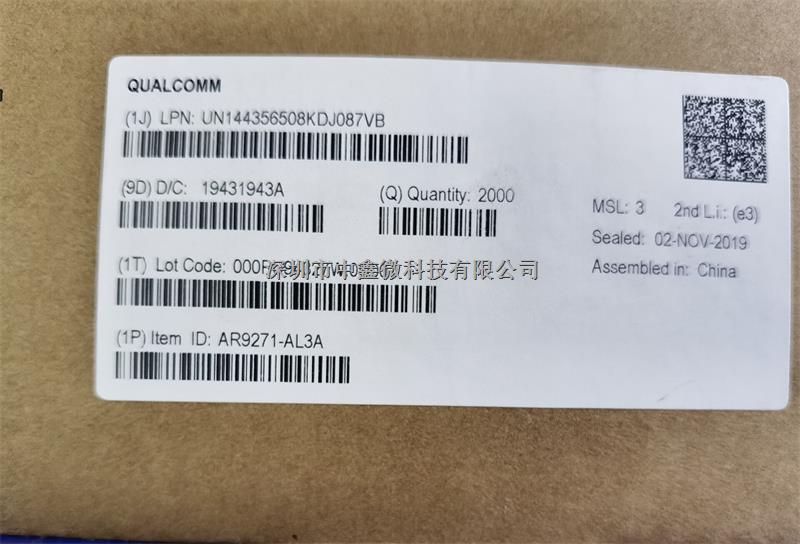 QUALCOMM
(1J) LPN: UN144356508KDJ087VB
(9D) D/C: 19431943A
(Q) Quantity: 2000
MSL: 3 2nd L.i.: (e3)
Sealed: 02-NOV-2019
Assembled in: China
(1T) Lot Code:
深圳市中鑫微科技有限公司
(1P) Item ID: AR9271-AL3A